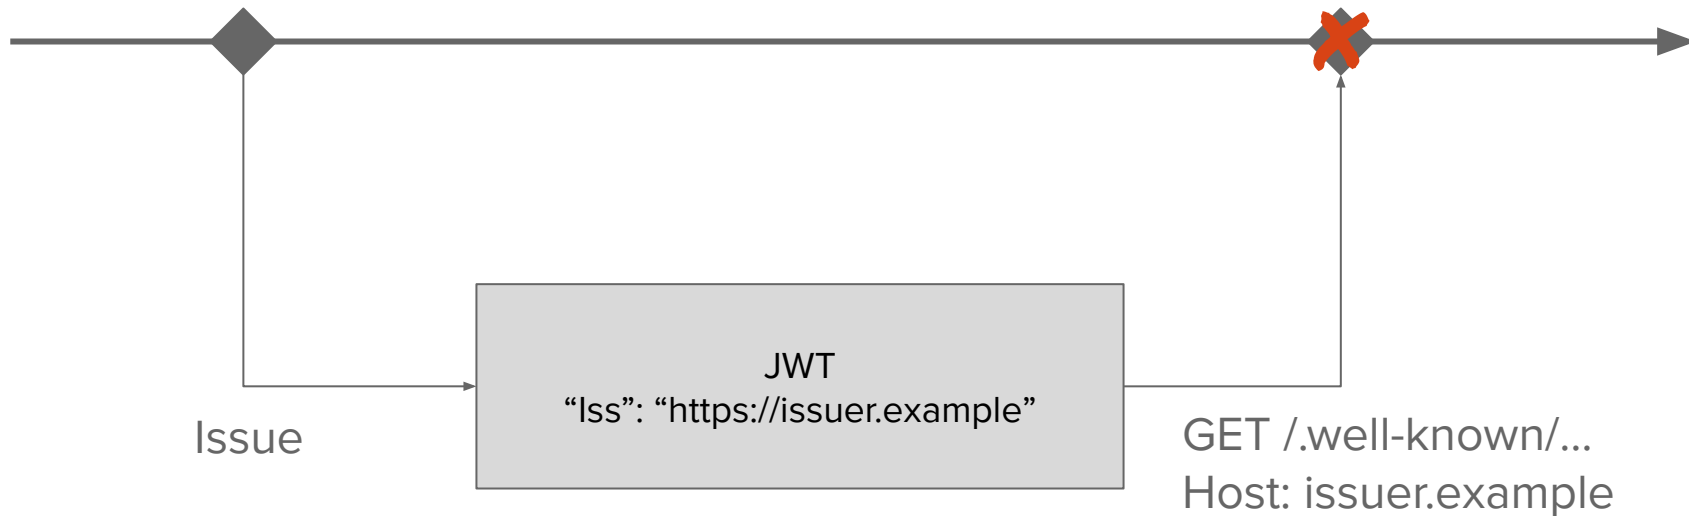 JWT
“Iss”: “https://issuer.example”
Issue
GET /.well-known/...
Host: issuer.example